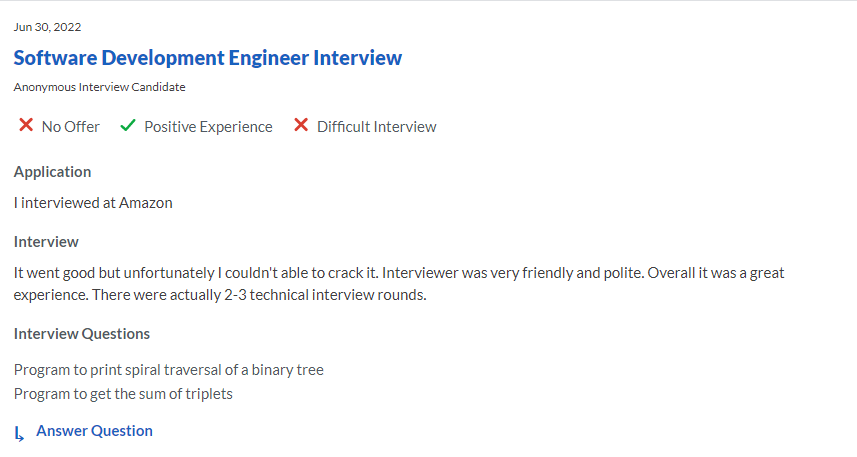 Jun 30, 2022
Software Development Engineer Interview
Anonymous Interview Candidate
No Offer Positive Experience Difficult Interview
Application
I interviewed at Amazon
Interview
It went good but unfortunately I couldn't able to crack it. Interviewer was very friendly and polite. Overall it was a great
experience. There were actually 2-3 technical interview rounds.
Interview Questions
Program to print spiral traversal of a binary tree
Program to get the sum of triplets
Answer Question